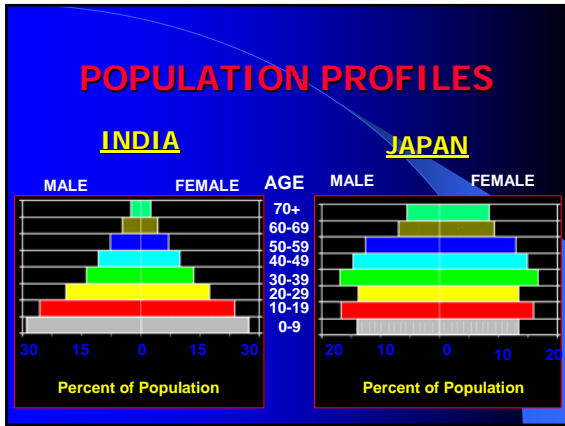 POPULATION PROFILES
INDIA
JAPAN
MALE FEMALE AGE MALE FEMALE
70+
60-69
50-59
40-49
30-39
20-29
10-19
0-9
30 15 0 15 30
20 10 0 10 20
Percent of Population
Percent of Population